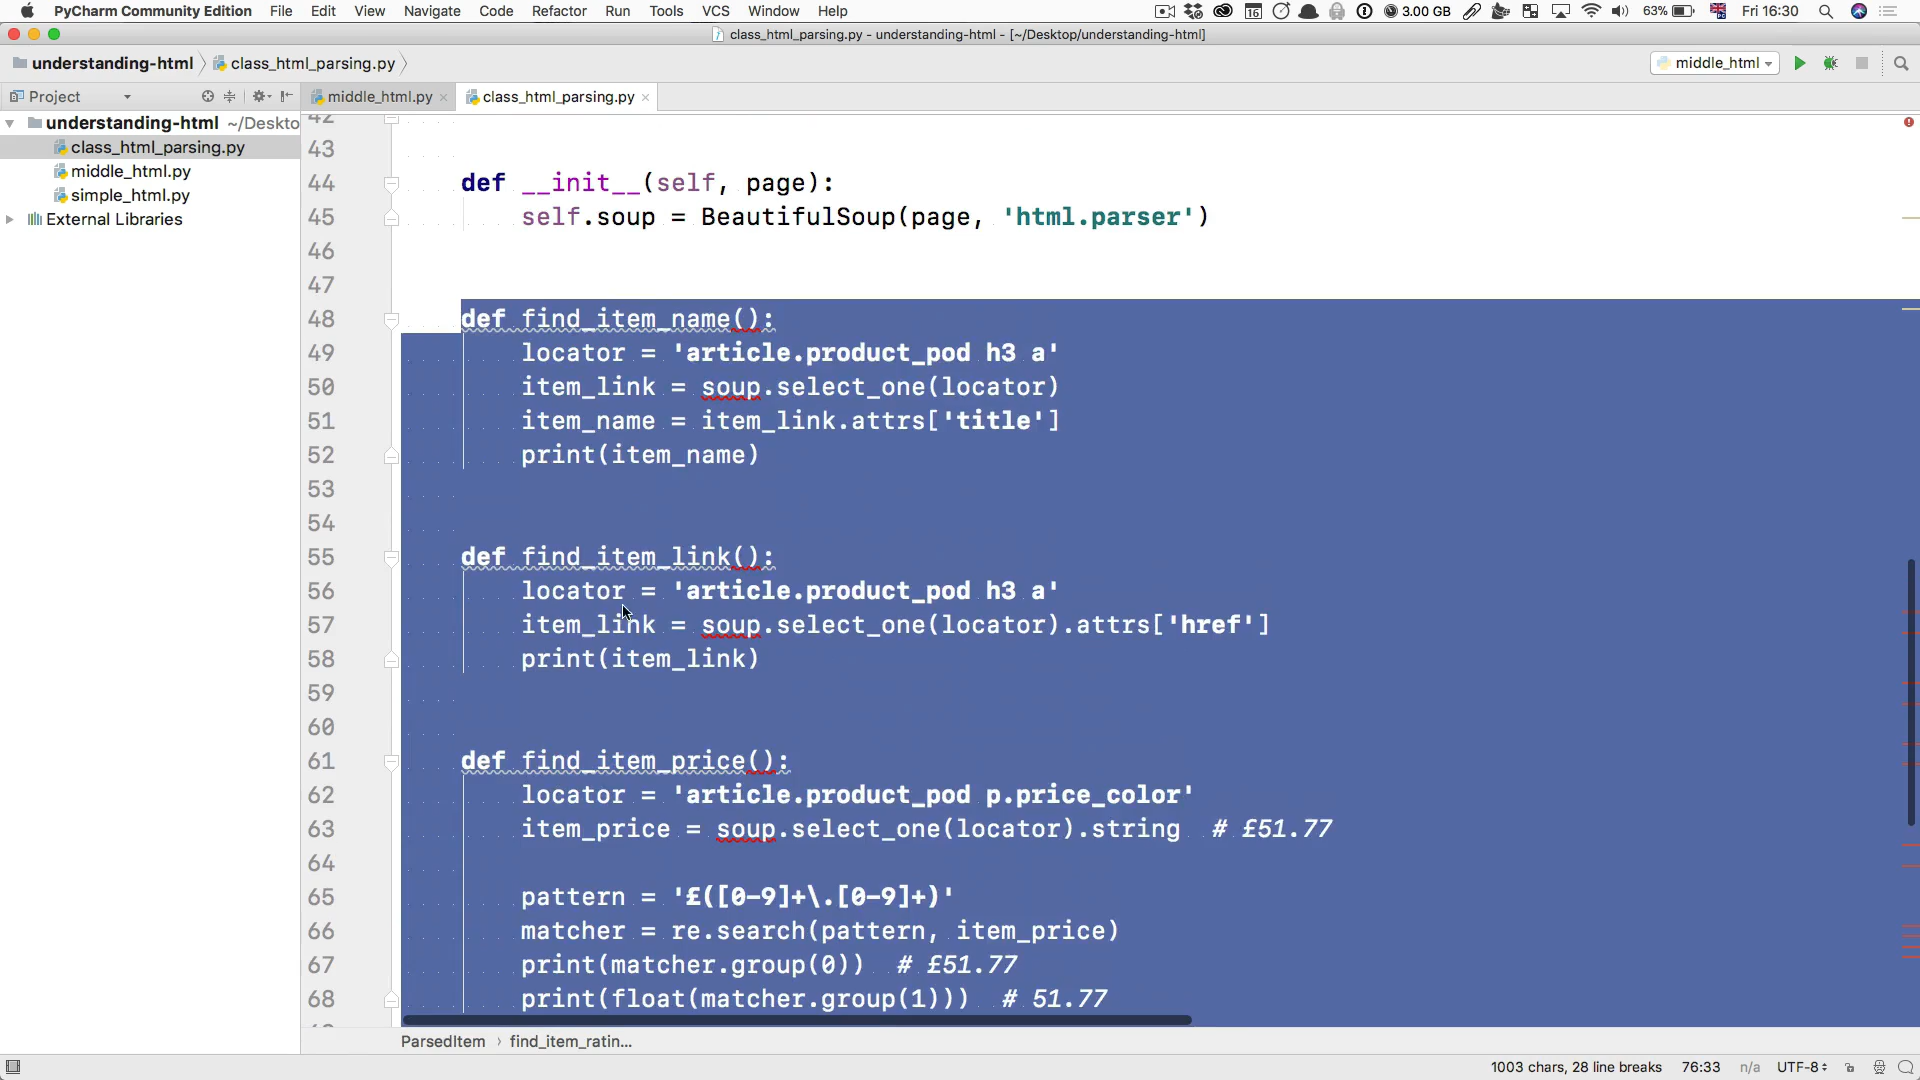 PyCharm Community Edition File Edit View Navigate Code Refactor Run Tools VCS Window Help 16 3.00 GB 63% Fri 16:30
class_html_parsing.py - understanding-html - [~/Desktop/understanding-html]
understanding-html class_html_parsing.py middle_html
Project middle_html.py class_html_parsing.py
understanding-html ~/Deskto
class_html_parsing.py
middle_html.py
simple_html.py
External Libraries
42
43
44 def __init__(self, page):
45 self.soup = BeautifulSoup(page, 'html.parser')
46
47
48 def find_item_name():
49 locator = 'article.product_pod h3 a'
50 item_link = soup.select_one(locator)
51 item_name = item_link.attrs['title']
52 print(item_name)
53
54
55 def find_item_link():
56 locator = 'article.product_pod h3 a'
57 item_link = soup.select_one(locator).attrs['href']
58 print(item_link)
59
60
61 def find_item_price():
62 locator = 'article.product_pod p.price_color'
63 item_price = soup.select_one(locator).string # £51.77
64
65 pattern = '£([0-9]+\.[0-9]+)'
66 matcher = re.search(pattern, item_price)
67 print(matcher.group(0)) # £51.77
68 print(float(matcher.group(1))) # 51.77
ParsedItem › find_item_ratin...
1003 chars, 28 line breaks 76:33 n/a UTF-8